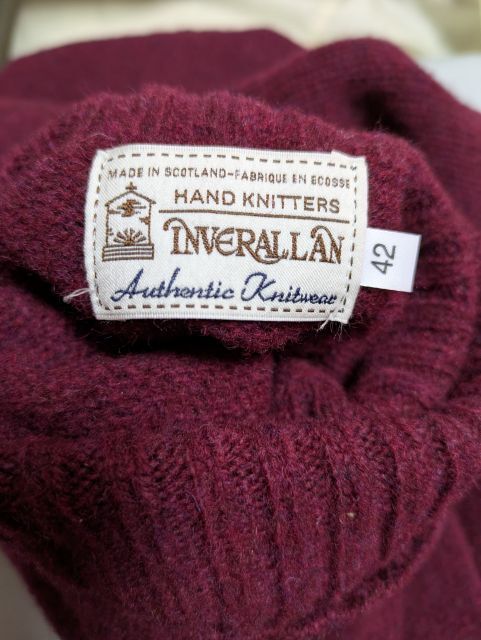 MADE IN SCOTLAND-FABRIQUE EN ECOSSE
HAND KNITTERS
INVERALLAN
Authentic Knitwear
42